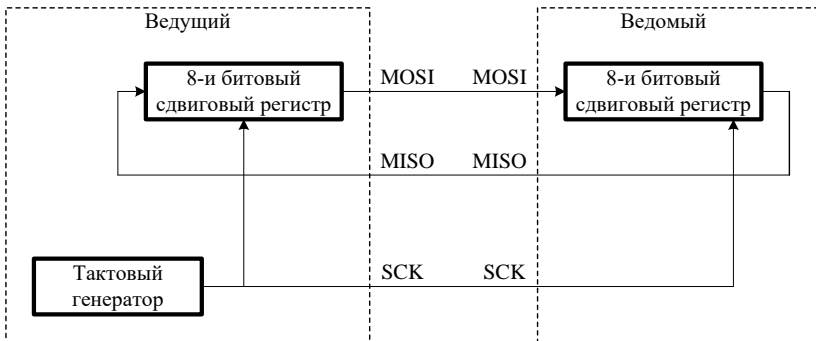 Ведущий
Ведомый
8-и битовый
сдвиговый регистр
MOSI
MOSI
8-и битовый
сдвиговый регистр
MISO
MISO
Тактовый
генератор
SCK
SCK